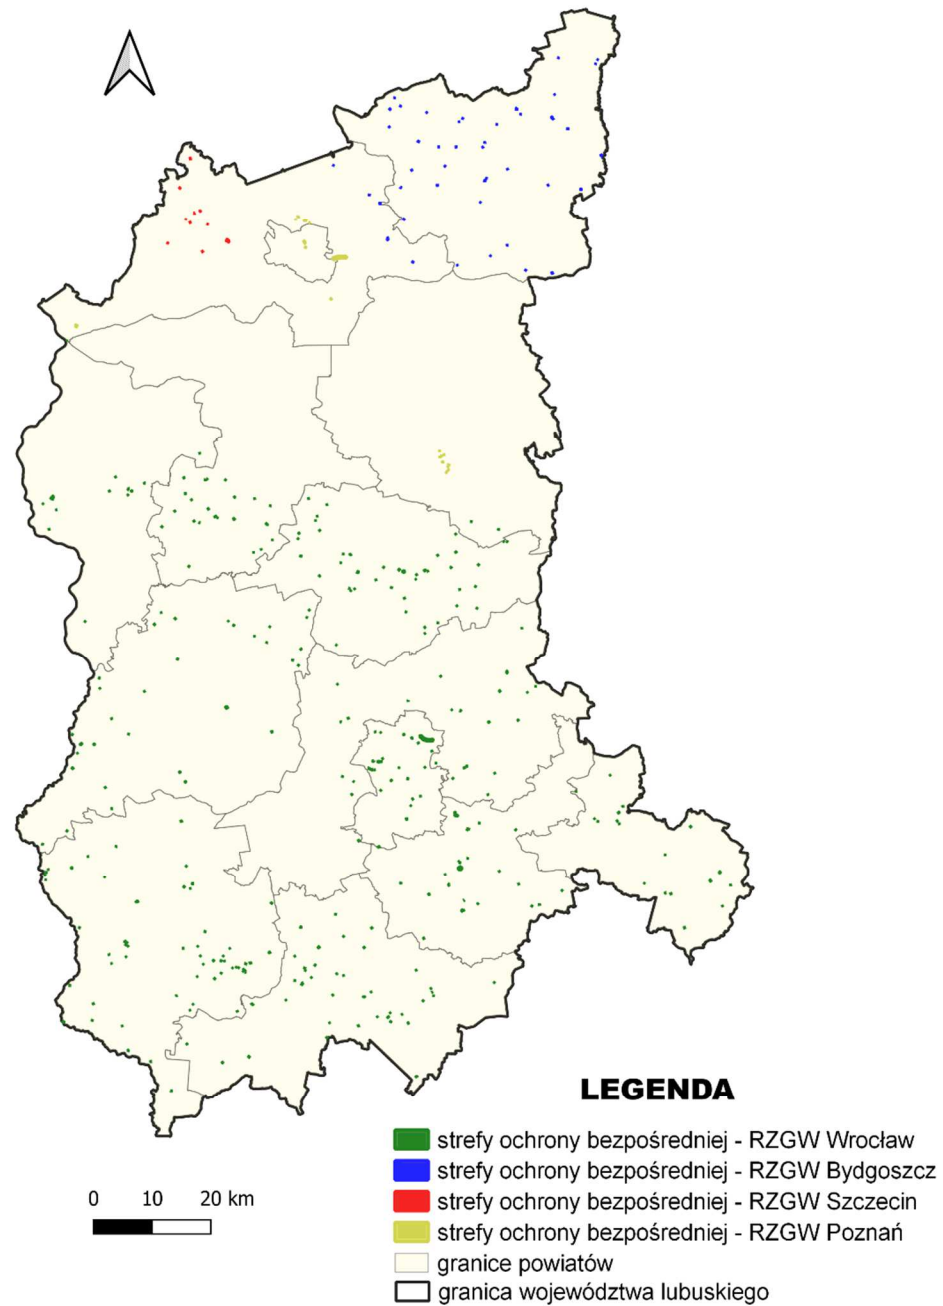 LEGENDA
strefy ochrony bezpośredniej - RZGW Wrocław
strefy ochrony bezpośredniej - RZGW Bydgoszcz
strefy ochrony bezpośredniej - RZGW Szczecin
strefy ochrony bezpośredniej - RZGW Poznań
granice powiatów
granica województwa lubuskiego
0 10 20 km